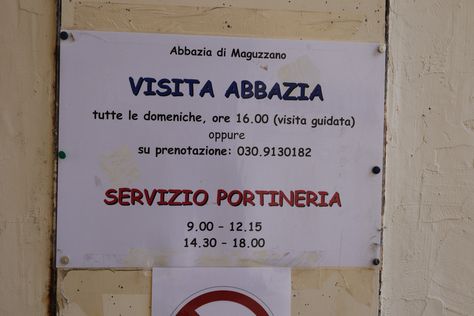 Abbazia di Maguzzano
VISITA ABBAZIA
tutte le domeniche, ore 16.00 (visita guidata)
oppure
su prenotazione: 030.9130182
SERVIZIO PORTINERIA
9.00 - 12.15
14.30 - 18.00